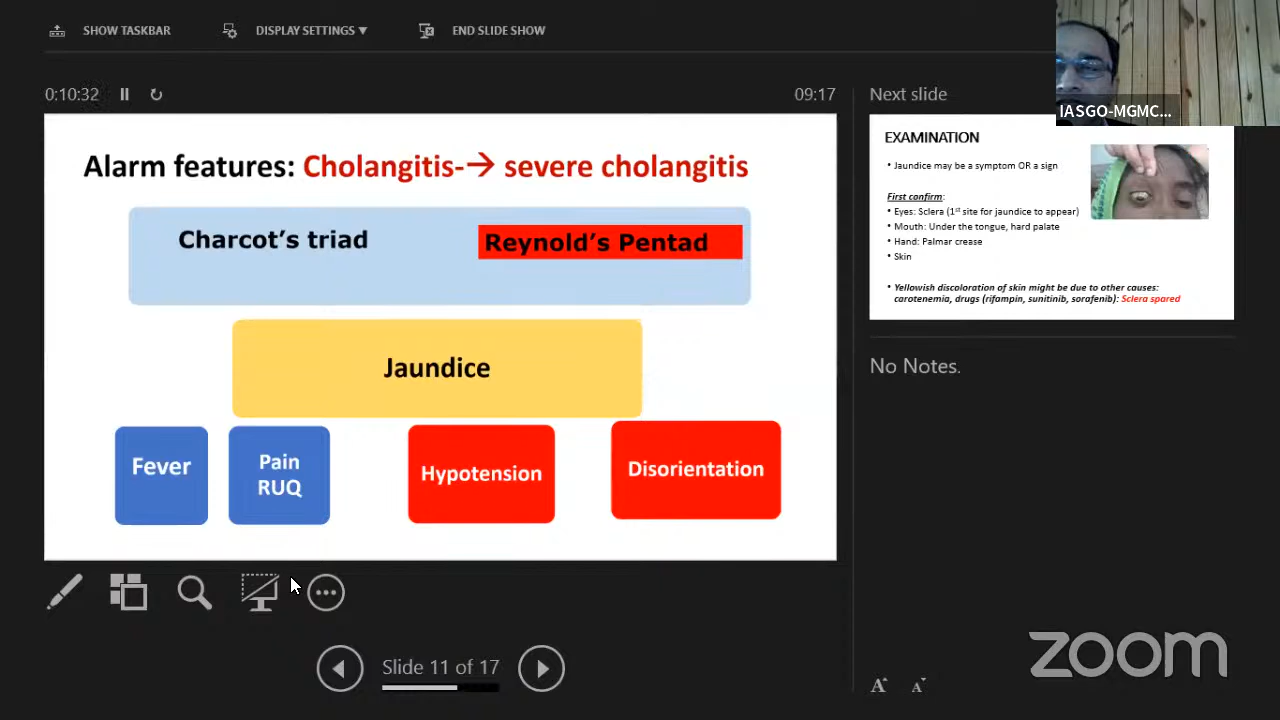 SHOW TASKBAR
DISPLAY SETTINGS ▼
END SLIDE SHOW
0:10:32
09:17
Next slide
IASGO-MGMC...
Alarm features: Cholangitis-→ severe cholangitis
Charcot's triad
Reynold's Pentad
Jaundice
Fever
Pain
RUQ
Hypotension
Disorientation
EXAMINATION
• Jaundice may be a symptom OR a sign
First confirm:
• Eyes: Sclera (1st site for jaundice to appear)
• Mouth: Under the tongue, hard palate
• Hand: Palmar crease
• Skin
• Yellowish discoloration of skin might be due to other causes:
carotenemia, drugs (rifampin, sunitinib, sorafenib): Sclera spared
No Notes.
Slide 11 of 17
A A
zoom